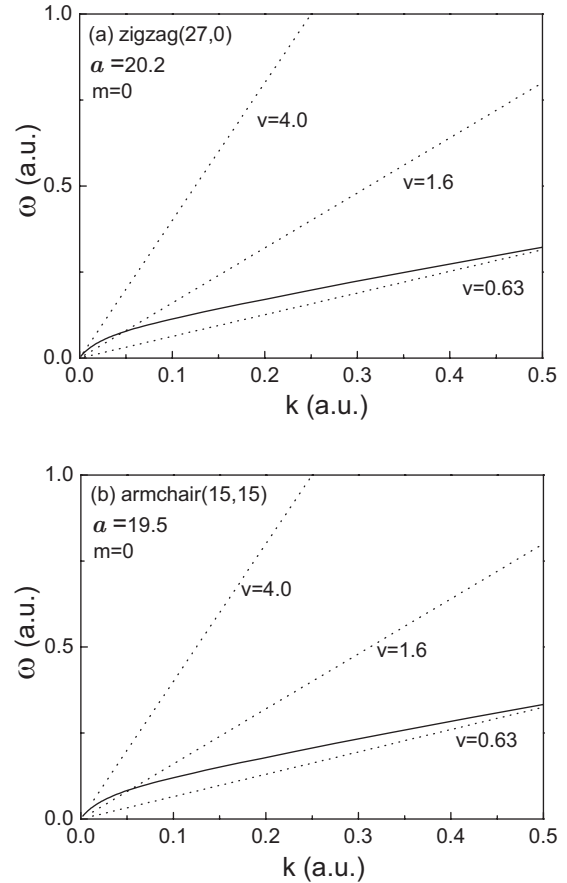 1.0
(a) zigzag(27,0)
a =20.2
m=0
v=4.0
v=1.6
0.5
ω (a.u.)
v=0.63
0.0
0.0 0.1 0.2 0.3 0.4 0.5
k (a.u.)
1.0
(b) armchair(15,15)
a =19.5
m=0
v=4.0
v=1.6
0.5
ω (a.u.)
v=0.63
0.0
0.0 0.1 0.2 0.3 0.4 0.5
k (a.u.)